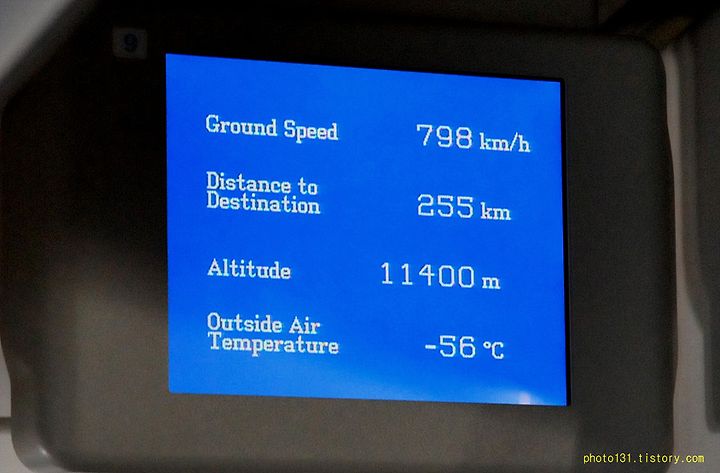 9
Ground Speed 798 km/h
Distance to
Destination 255 km
Altitude 11400 m
Outside Air
Temperature -56 °C
photo131.tistory.com